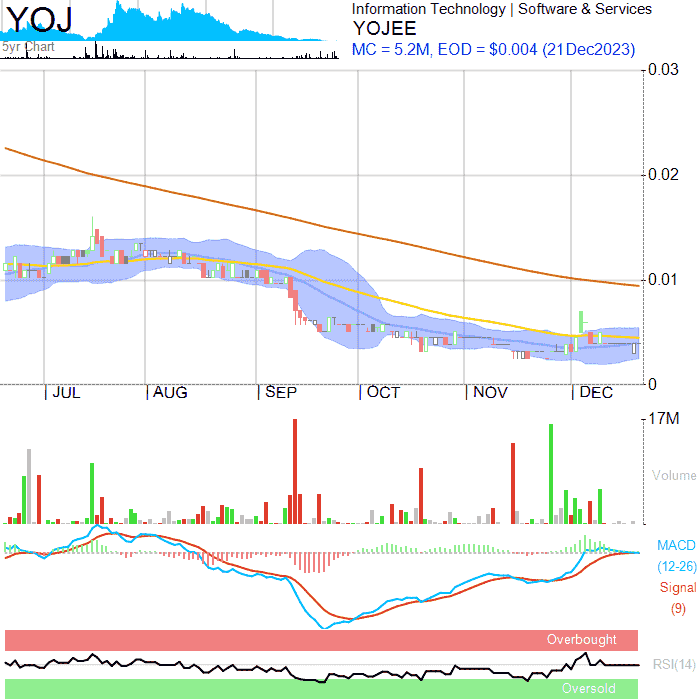 YOJ
5yr Chart
Information Technology | Software & Services
YOJEE
MC = 5.2M, EOD = $0.004 (21Dec2023)
0.03
0.02
0.01
0
JUL AUG SEP OCT NOV DEC
17M
Volume
MACD
(12-26)
Signal
(9)
Overbought
RSI(14)
Oversold